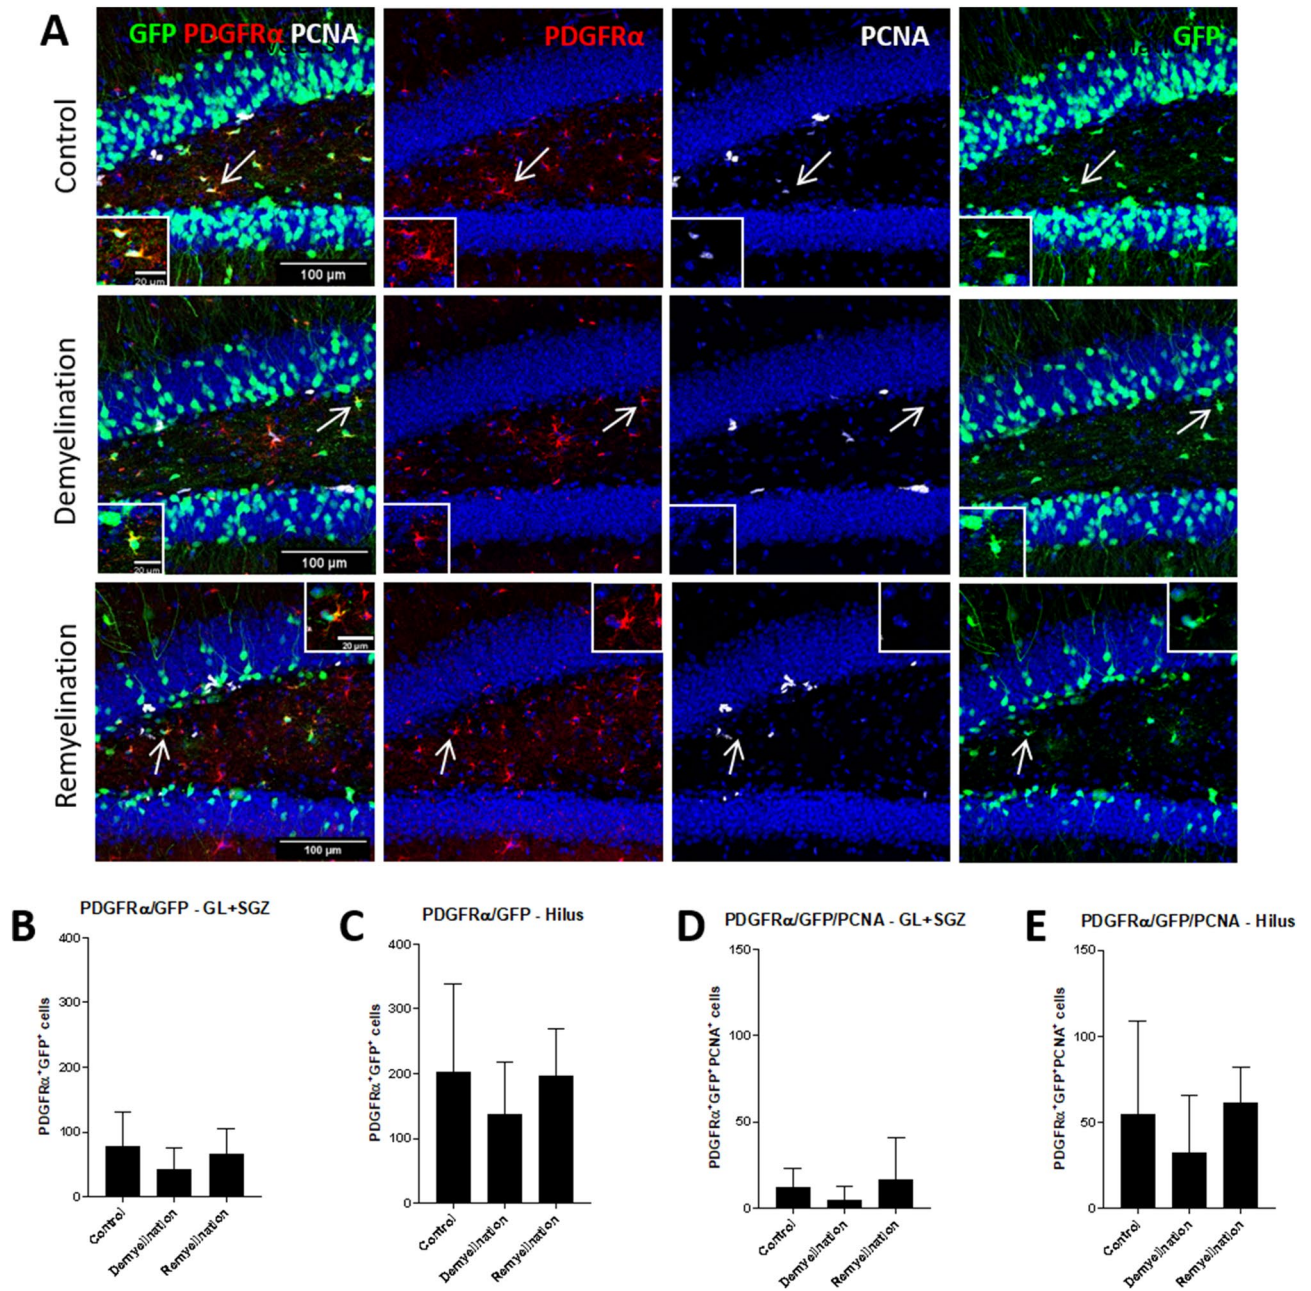 A
GFP PDGFRα PCNA
PDGFRα
PCNA
GFP
Control
20 µm
100 µm
Demyelination
20 µm
100 µm
Remyelination
20 µm
100 µm
B
PDGFRα/GFP - GL+SGZ
PDGFRα⁺GFP⁺ cells
400
300
200
100
0
Control
Demyelination
Remyelination
C
PDGFRα/GFP - Hilus
PDGFRα⁺GFP⁺ cells
400
300
200
100
0
Control
Demyelination
Remyelination
D
PDGFRα/GFP/PCNA - GL+SGZ
PDGFRα⁺GFP⁺PCNA⁺ cells
150
100
50
0
Control
Demyelination
Remyelination
E
PDGFRα/GFP/PCNA - Hilus
PDGFRα⁺GFP⁺PCNA⁺ cells
150
100
50
0
Control
Demyelination
Remyelination